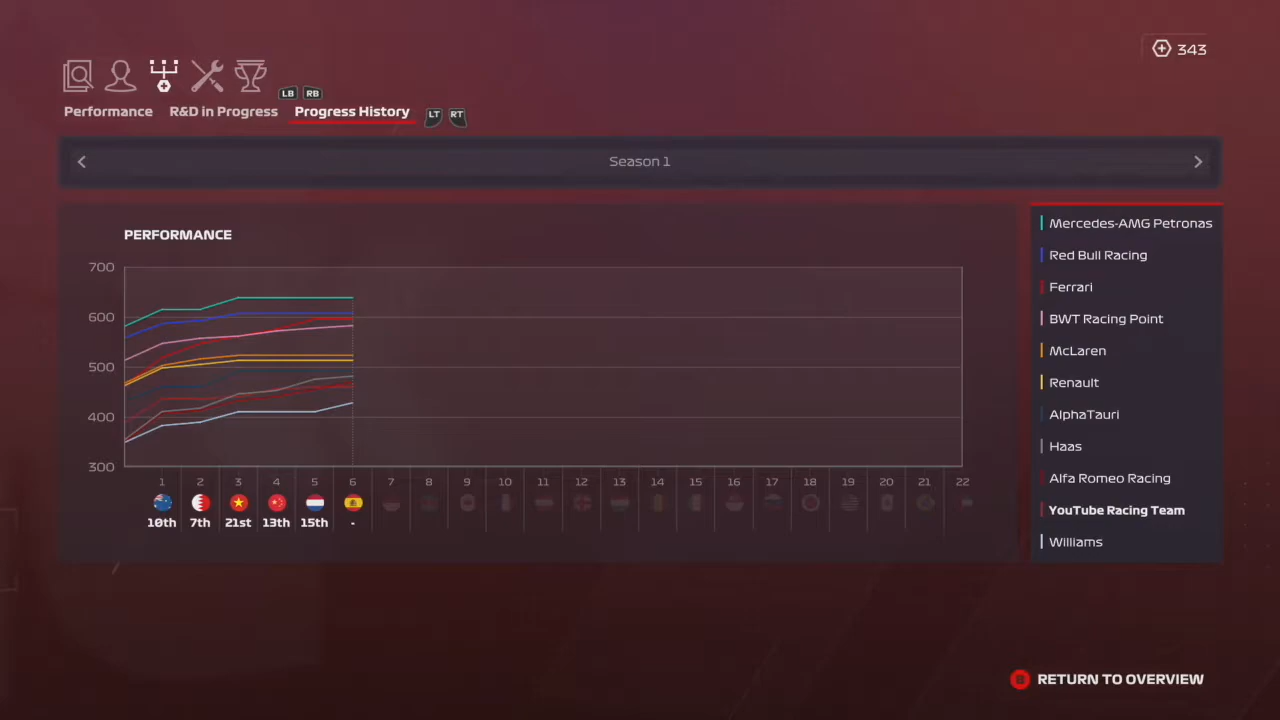 343
LB RB
Performance R&D in Progress Progress History LT RT
Season 1
PERFORMANCE
700
600
500
400
300
1 2 3 4 5 6 7 8 9 10 11 12 13 14 15 16 17 18 19 20 21 22
10th 7th 21st 13th 15th -
Mercedes-AMG Petronas
Red Bull Racing
Ferrari
BWT Racing Point
McLaren
Renault
AlphaTauri
Haas
Alfa Romeo Racing
YouTube Racing Team
Williams
RETURN TO OVERVIEW